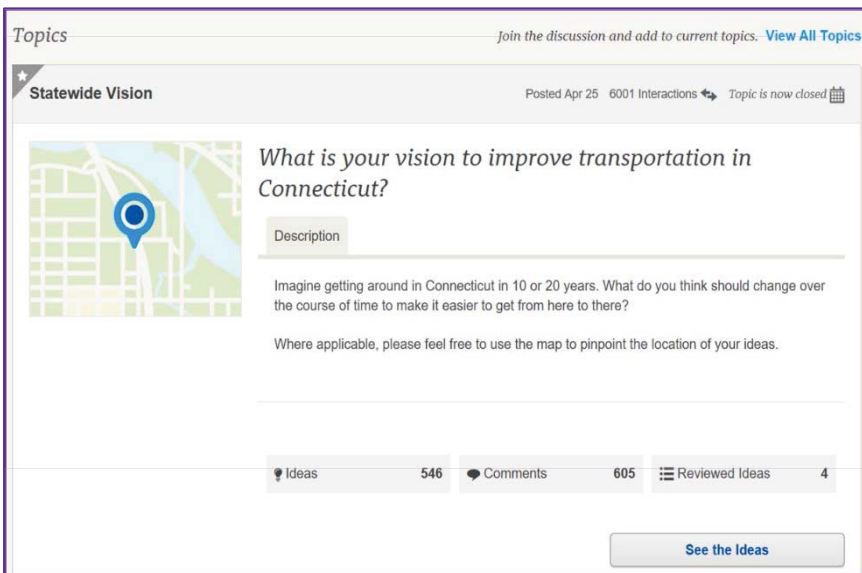 Topics
Join the discussion and add to current topics. View All Topics
Statewide Vision
Posted Apr 25 6001 Interactions Topic is now closed
What is your vision to improve transportation in
Connecticut?
Description
Imagine getting around in Connecticut in 10 or 20 years. What do you think should change over
the course of time to make it easier to get from here to there?
Where applicable, please feel free to use the map to pinpoint the location of your ideas.
Ideas 546 Comments 605 Reviewed Ideas 4
See the Ideas